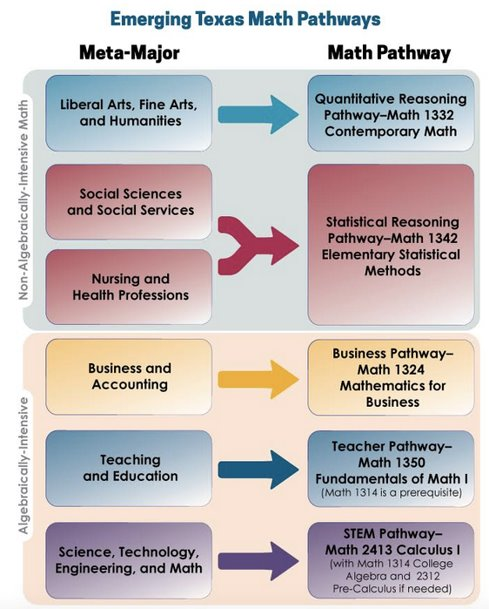 Emerging Texas Math Pathways
Meta-Major
Math Pathway
Non-Algebraically-Intensive Math
Liberal Arts, Fine Arts,
and Humanities
Quantitative Reasoning
Pathway–Math 1332
Contemporary Math
Social Sciences
and Social Services
Nursing and
Health Professions
Statistical Reasoning
Pathway–Math 1342
Elementary Statistical
Methods
Algebraically-Intensive
Business and
Accounting
Business Pathway–
Math 1324
Mathematics for
Business
Teaching
and Education
Teacher Pathway–
Math 1350
Fundamentals of Math I
(Math 1314 is a prerequisite)
Science, Technology,
Engineering, and Math
STEM Pathway–
Math 2413 Calculus I
(with Math 1314 College
Algebra and 2312
Pre-Calculus if needed)